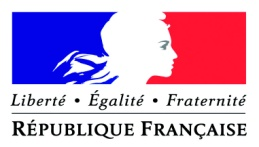 Liberté • Égalité • Fraternité
RÉPUBLIQUE FRANÇAISE